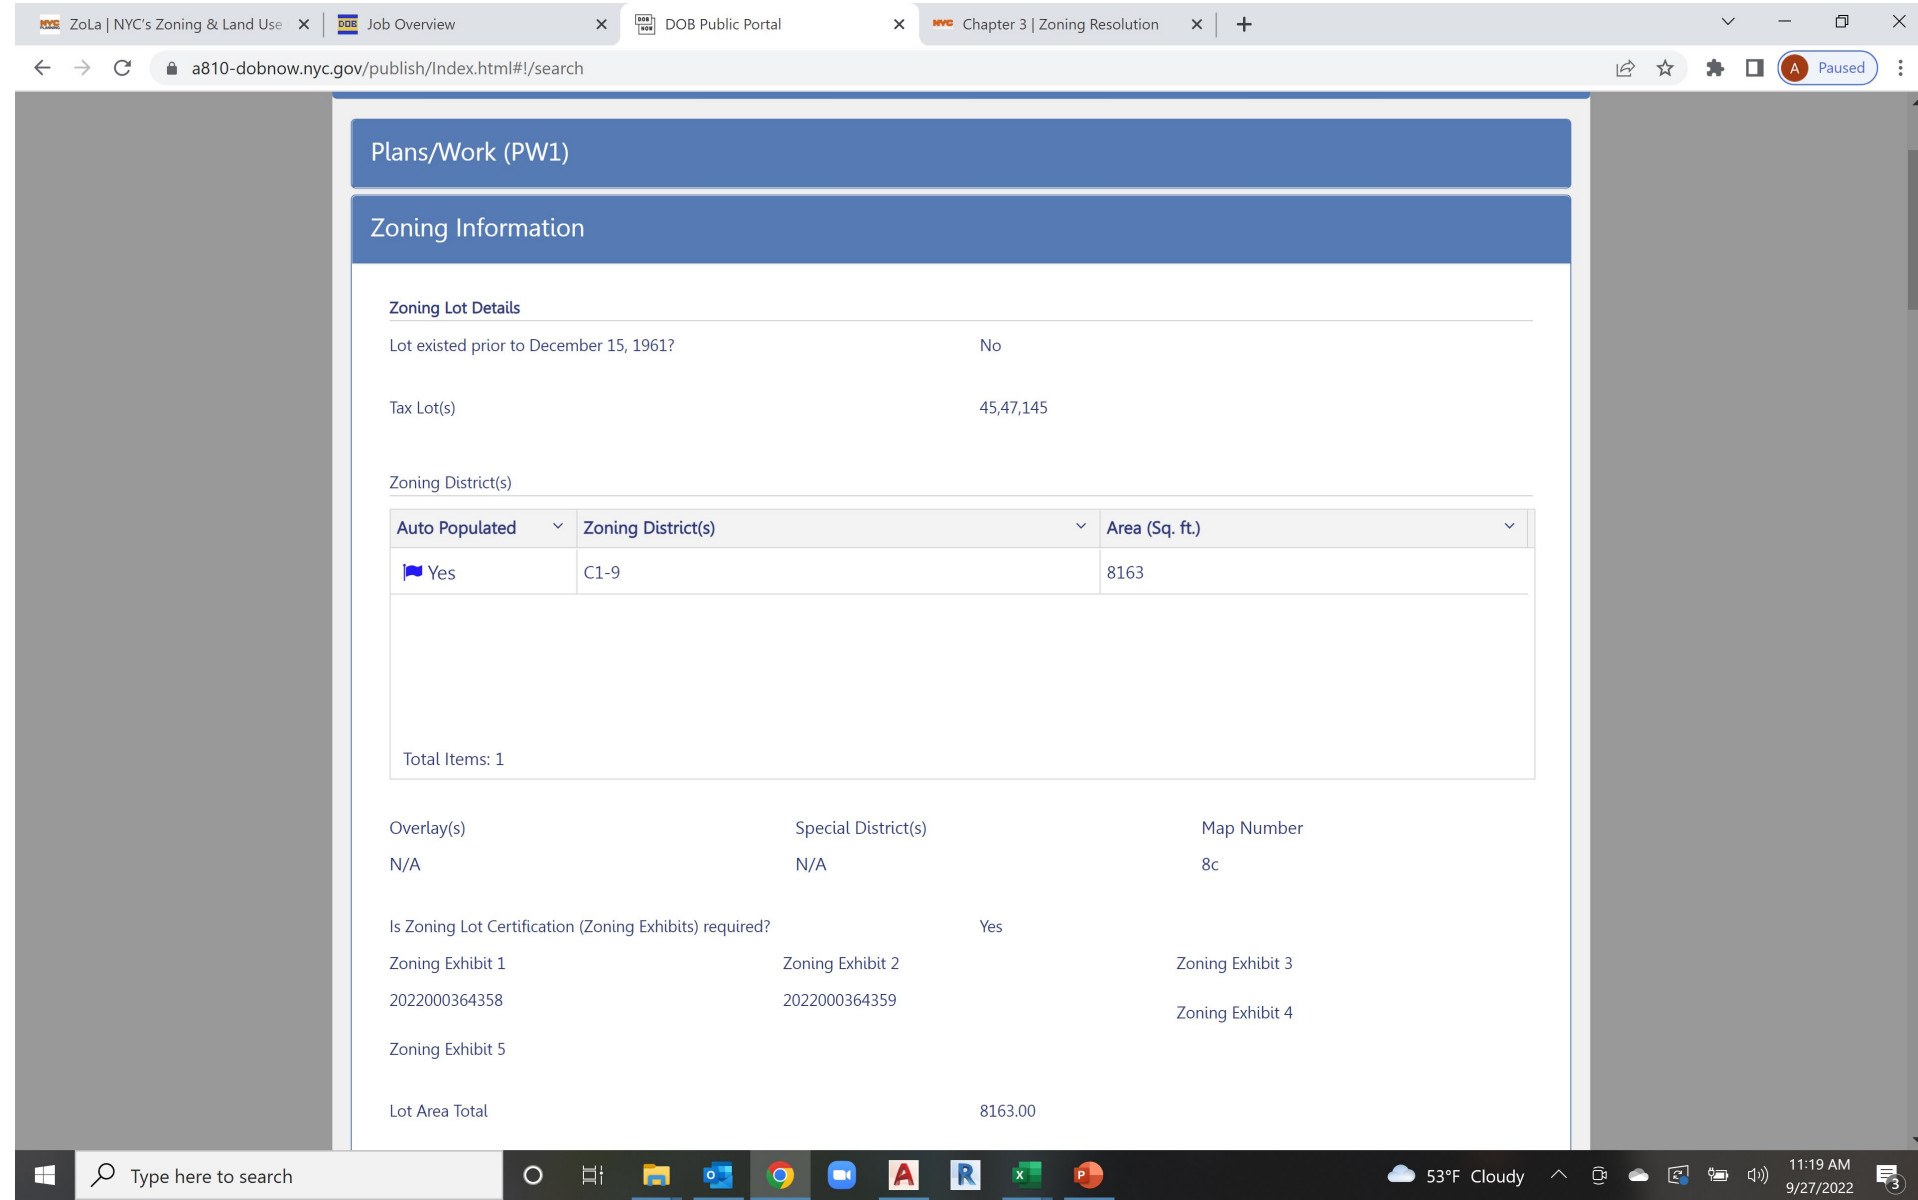 ZoLa | NYC's Zoning & Land Use
Job Overview
DOB Public Portal
Chapter 3 | Zoning Resolution
a810-dobnow.nyc.gov/publish/Index.html#!/search
A Paused
Plans/Work (PW1)
Zoning Information
Zoning Lot Details
Lot existed prior to December 15, 1961? No
Tax Lot(s) 45,47,145
Zoning District(s)
Auto Populated Zoning District(s) Area (Sq. ft.)
Yes C1-9 8163
Total Items: 1
Overlay(s) Special District(s) Map Number
N/A N/A 8c
Is Zoning Lot Certification (Zoning Exhibits) required? Yes
Zoning Exhibit 1 Zoning Exhibit 2 Zoning Exhibit 3
2022000364358 2022000364359
Zoning Exhibit 4
Zoning Exhibit 5
Lot Area Total 8163.00
Type here to search
53°F Cloudy
11:19 AM
9/27/2022
3